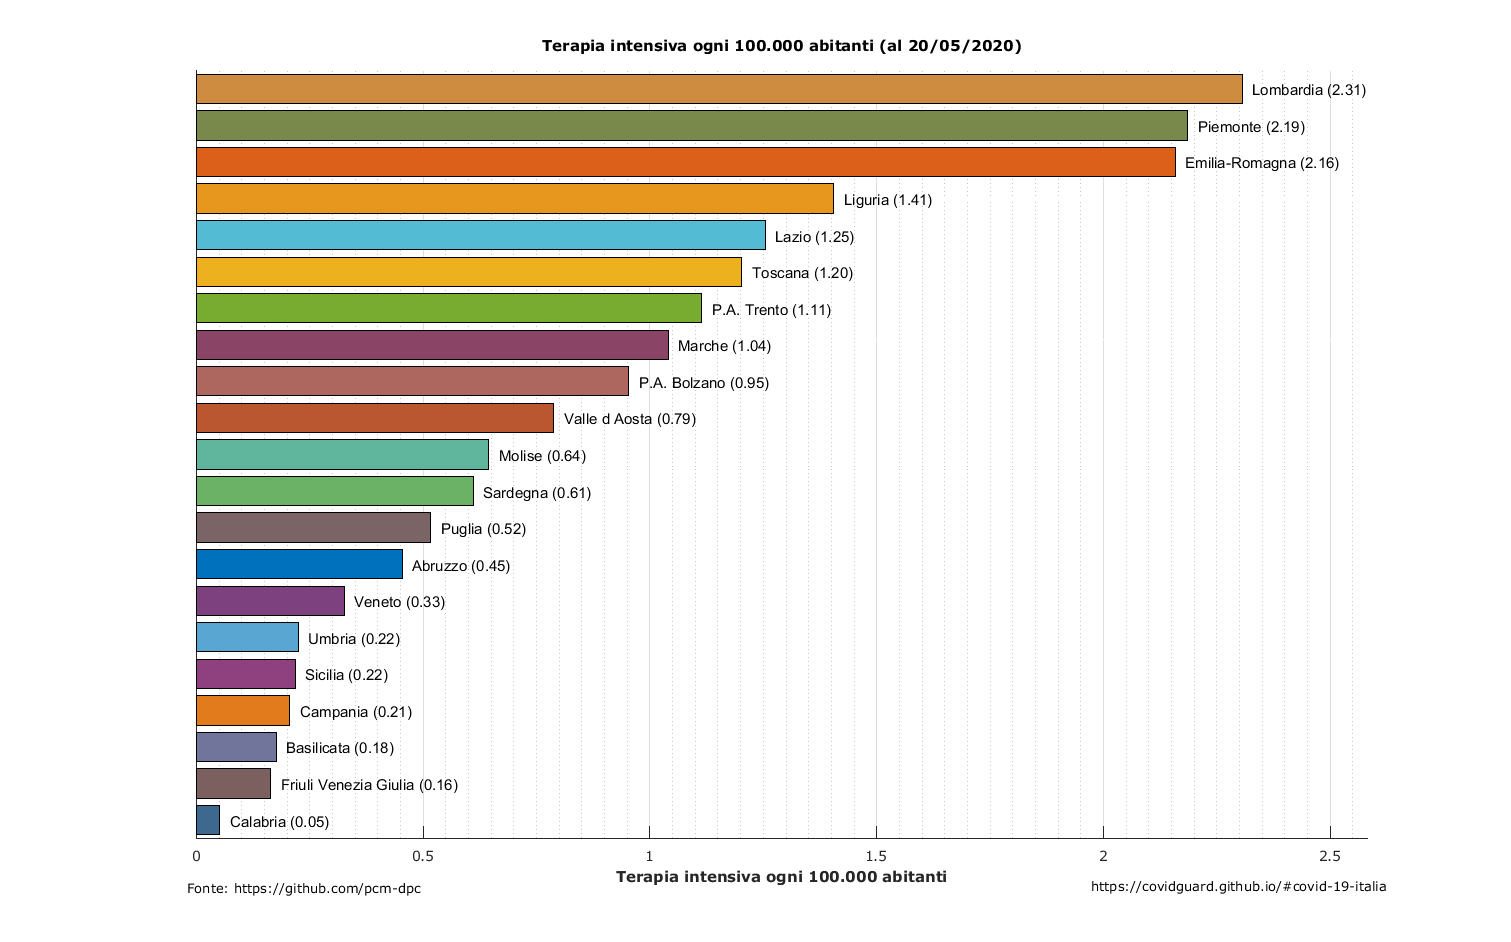 Terapia intensiva ogni 100.000 abitanti (al 20/05/2020)
Lombardia (2.31)
Piemonte (2.19)
Emilia-Romagna (2.16)
Liguria (1.41)
Lazio (1.25)
Toscana (1.20)
P.A. Trento (1.11)
Marche (1.04)
P.A. Bolzano (0.95)
Valle d Aosta (0.79)
Molise (0.64)
Sardegna (0.61)
Puglia (0.52)
Abruzzo (0.45)
Veneto (0.33)
Umbria (0.22)
Sicilia (0.22)
Campania (0.21)
Basilicata (0.18)
Friuli Venezia Giulia (0.16)
Calabria (0.05)
0 0.5 1 1.5 2 2.5
Terapia intensiva ogni 100.000 abitanti
Fonte: https://github.com/pcm-dpc
https://covidguard.github.io/#covid-19-italia